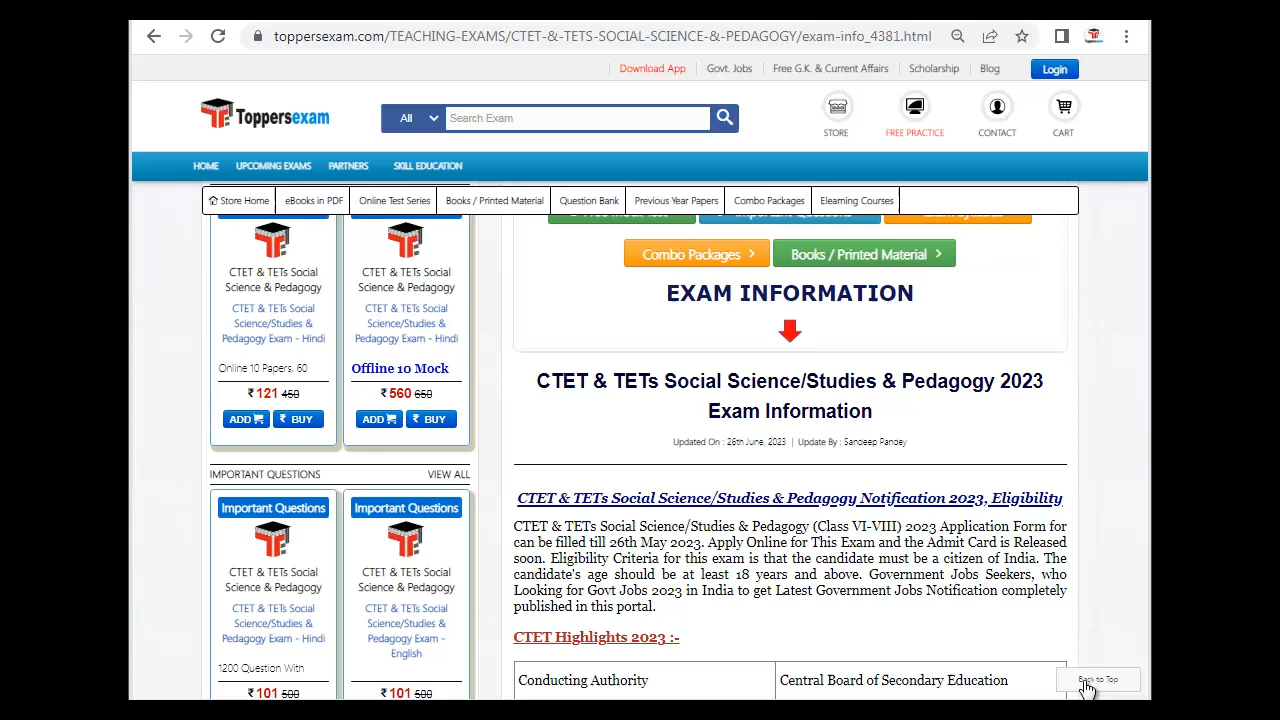 toppersexam.com/TEACHING-EXAMS/CTET-&-TETS-SOCIAL-SCIENCE-&-PEDAGOGY/exam-info_4381.html
Download App Govt. Jobs Free G.K. & Current Affairs Scholarship Blog Login
Toppersexam
All Search Exam
STORE FREE PRACTICE CONTACT CART
HOME UPCOMING EXAMS PARTNERS SKILL EDUCATION
Store Home eBooks in PDF Online Test Series Books / Printed Material Question Bank Previous Year Papers Combo Packages Elearning Courses
CTET & TETs Social
Science & Pedagogy
CTET & TETs Social
Science/Studies &
Pedagogy Exam - Hindi
Online 10 Papers, 60
₹ 121 450
ADD ₹ BUY
CTET & TETs Social
Science & Pedagogy
CTET & TETs Social
Science/Studies &
Pedagogy Exam - Hindi
Offline 10 Mock
₹ 560 650
ADD ₹ BUY
IMPORTANT QUESTIONS VIEW ALL
Important Questions
CTET & TETs Social
Science & Pedagogy
CTET & TETs Social
Science/Studies &
Pedagogy Exam - Hindi
1200 Question With
₹ 101 500
Important Questions
CTET & TETs Social
Science & Pedagogy
CTET & TETs Social
Science/Studies &
Pedagogy Exam -
English
₹ 101 500
Combo Packages > Books / Printed Material >
EXAM INFORMATION
CTET & TETs Social Science/Studies & Pedagogy 2023
Exam Information
Updated On : 26th June, 2023 | Update By : Sandeep Pandey
CTET & TETs Social Science/Studies & Pedagogy Notification 2023, Eligibility
CTET & TETs Social Science/Studies & Pedagogy (Class VI-VIII) 2023 Application Form for
can be filled till 26th May 2023. Apply Online for This Exam and the Admit Card is Released
soon. Eligibility Criteria for this exam is that the candidate must be a citizen of India. The
candidate's age should be at least 18 years and above. Government Jobs Seekers, who
Looking for Govt Jobs 2023 in India to get Latest Government Jobs Notification completely
published in this portal.
CTET Highlights 2023 :-
Conducting Authority Central Board of Secondary Education
Back to Top